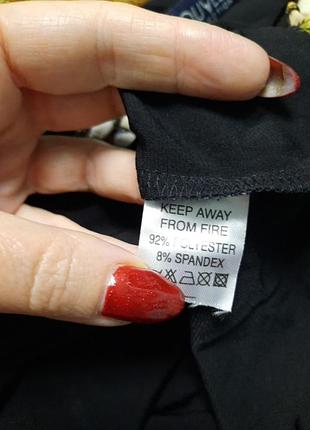 KEEP AWAY
FROM FIRE
92% POLYESTER
8% SPANDEX